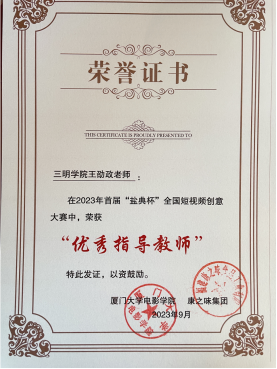 荣誉证书
THIS CERTIFICATE IS PROUDLY PRESENTED TO
三明学院王劭政老师 :
在2023年首届“盐典杯”全国短视频创意
大赛中，荣获
“优秀指导教师”
特此发证，以资鼓励。
厦门大学电影学院 康之味集团
2023年9月